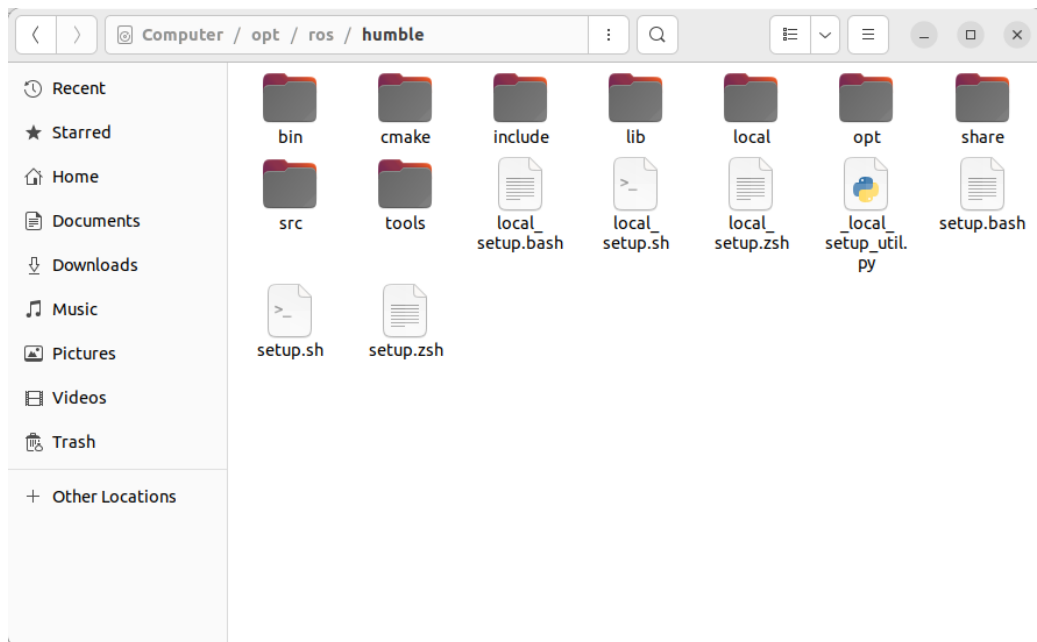 Computer / opt / ros / humble
Recent
Starred
Home
Documents
Downloads
Music
Pictures
Videos
Trash
+ Other Locations
bin cmake include lib local opt share
src tools local_ local_ local_ _local_ setup.bash
setup.bash setup.sh setup.zsh setup_util.
py
>_
>_
setup.sh setup.zsh